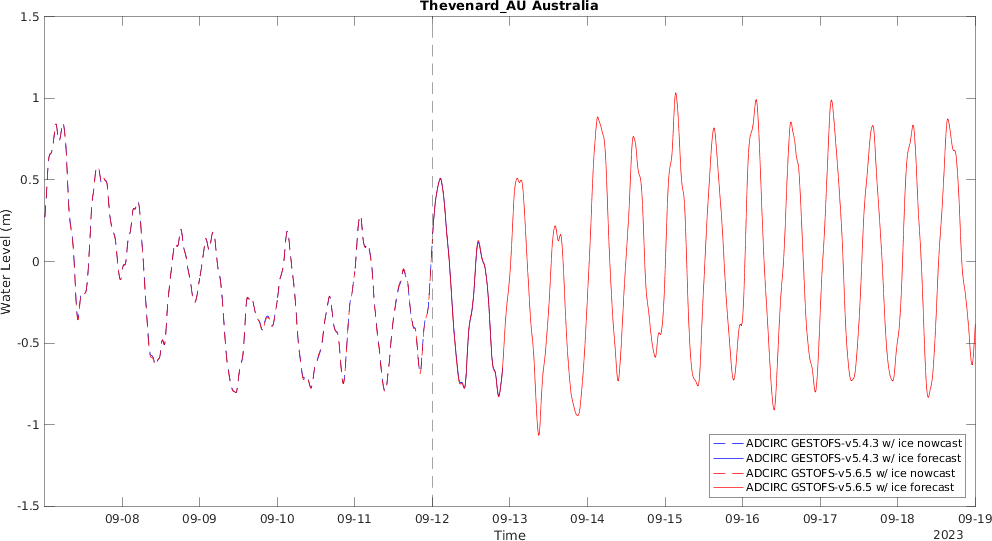 Thevenard_AU Australia
1.5
1
0.5
0
-0.5
-1
-1.5
Water Level (m)
ADCIRC GESTOFS-v5.4.3 w/ ice nowcast
ADCIRC GESTOFS-v5.4.3 w/ ice forecast
ADCIRC GSTOFS-v5.6.5 w/ ice nowcast
ADCIRC GSTOFS-v5.6.5 w/ ice forecast
09-08 09-09 09-10 09-11 09-12 09-13 09-14 09-15 09-16 09-17 09-18 09-19
Time
2023